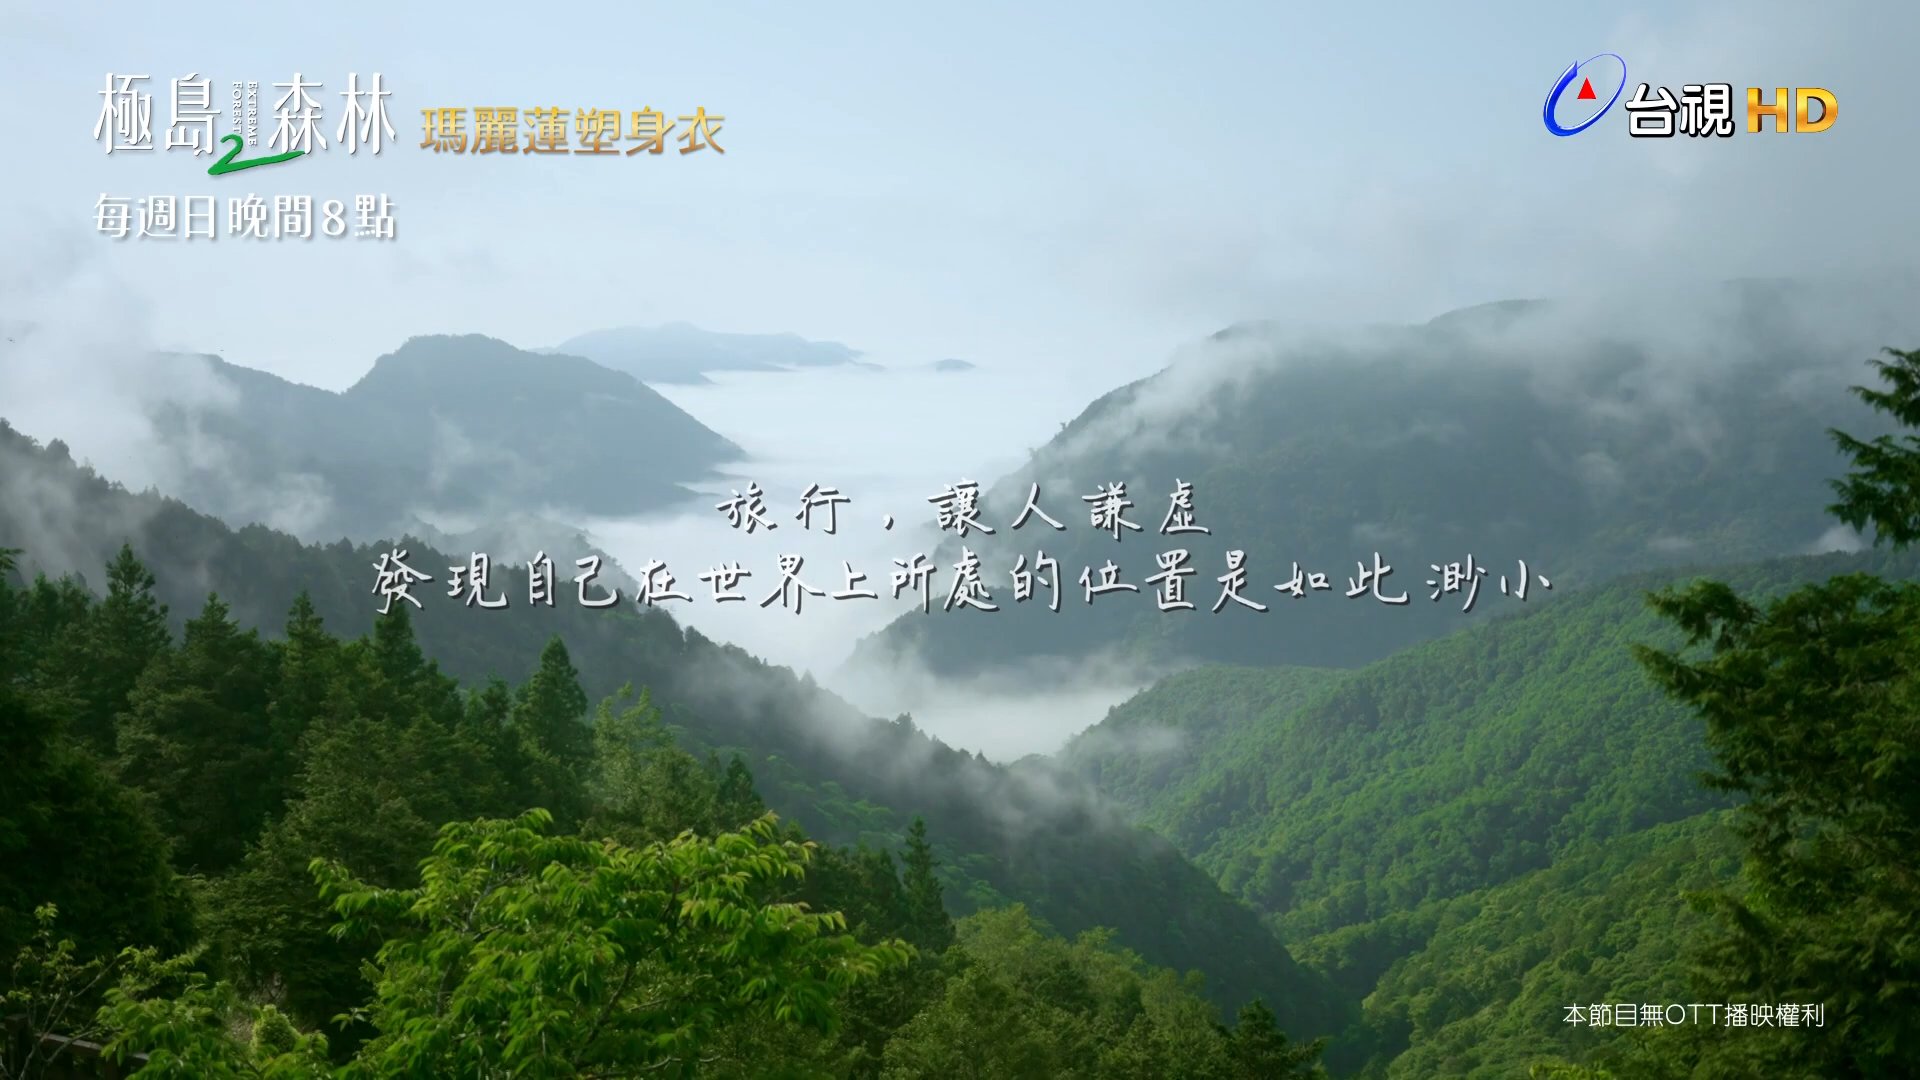 極島森林2
EXTREME FOREST
瑪麗蓮塑身衣
每週日晚間8點
台視HD
旅行，讓人謙虛
發現自己在世界上所處的位置是如此渺小
本節目無OTT播映權利